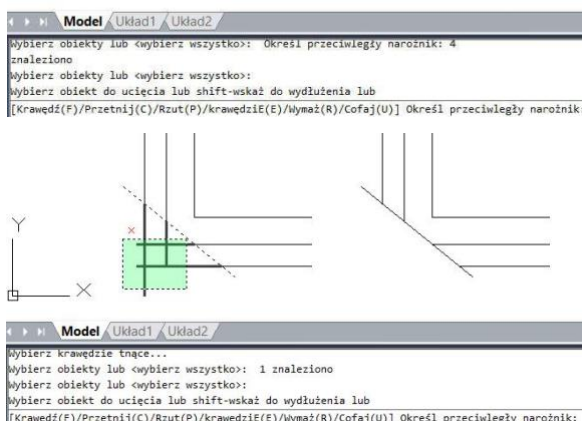 Model Układ1 Układ2
Wybierz obiekty lub <wybierz wszystko>: Określ przeciwległy narożnik: 4
znaleziono
Wybierz obiekty lub <wybierz wszystko>:
Wybierz obiekt do ucięcia lub shift-wskaż do wydłużenia lub
[Krawędź(F)/Przetnij(C)/Rzut(P)/krawędziE(E)/Wymaż(R)/Cofaj(U)] Określ przeciwległy narożnik:
Y
X
Model Układ1 Układ2
Wybierz krawędzie tnące...
Wybierz obiekty lub <wybierz wszystko>: 1 znaleziono
Wybierz obiekty lub <wybierz wszystko>:
Wybierz obiekt do ucięcia lub shift-wskaż do wydłużenia lub
[Krawędź(F)/Przetnij(C)/Rzut(P)/krawędziE(E)/Wymaż(R)/Cofaj(U)] Określ przeciwległy narożnik: